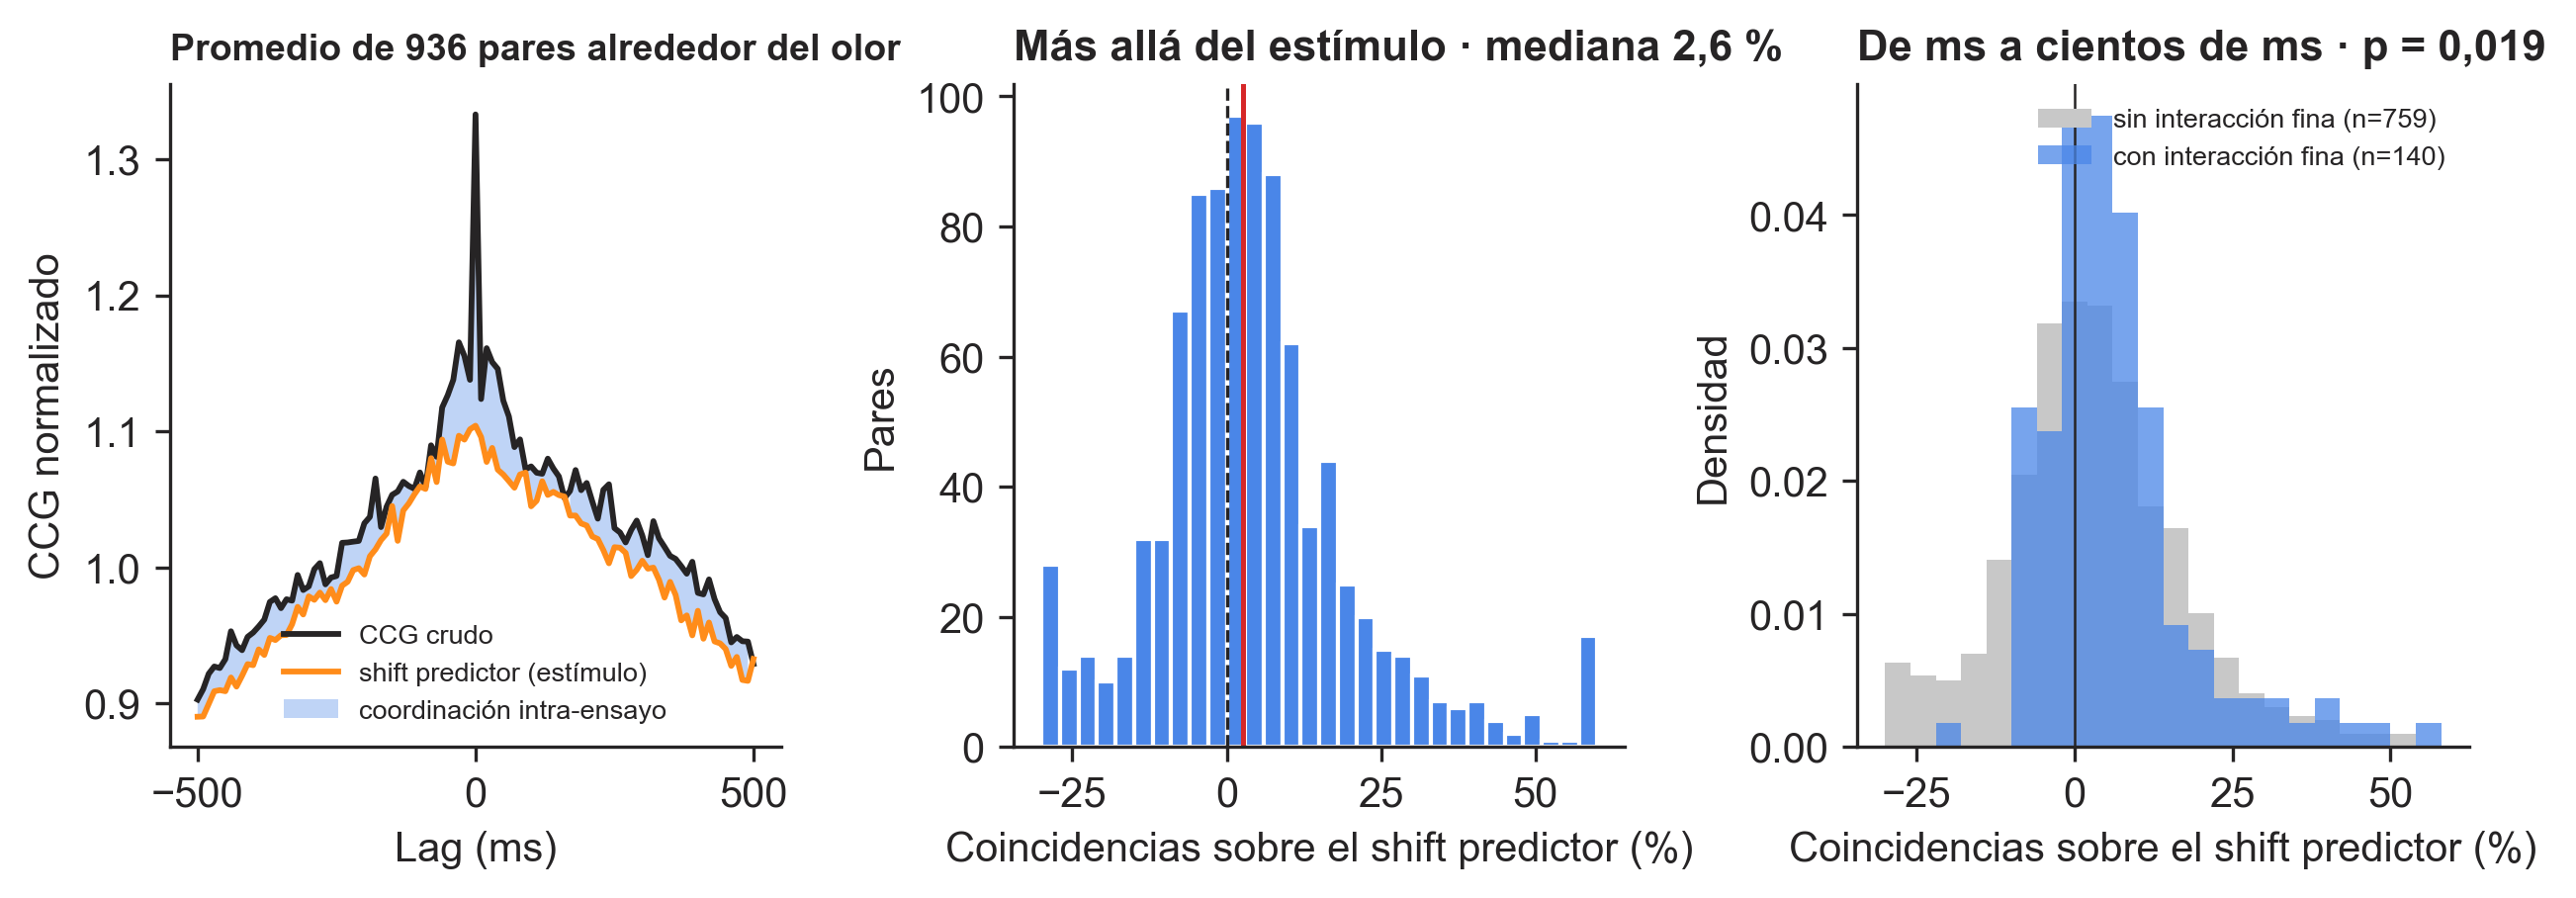 Promedio de 936 pares alrededor del olor
CCG normalizado
1.3
1.2
1.1
1.0
0.9
CCG crudo
shift predictor (estímulo)
coordinación intra-ensayo
−500
0
500
Lag (ms)
Más allá del estímulo · mediana 2,6 %
Pares
100
80
60
40
20
0
−25
0
25
50
Coincidencias sobre el shift predictor (%)
De ms a cientos de ms · p = 0,019
Densidad
sin interacción fina (n=759)
con interacción fina (n=140)
0.04
0.03
0.02
0.01
0.00
−25
0
25
50
Coincidencias sobre el shift predictor (%)